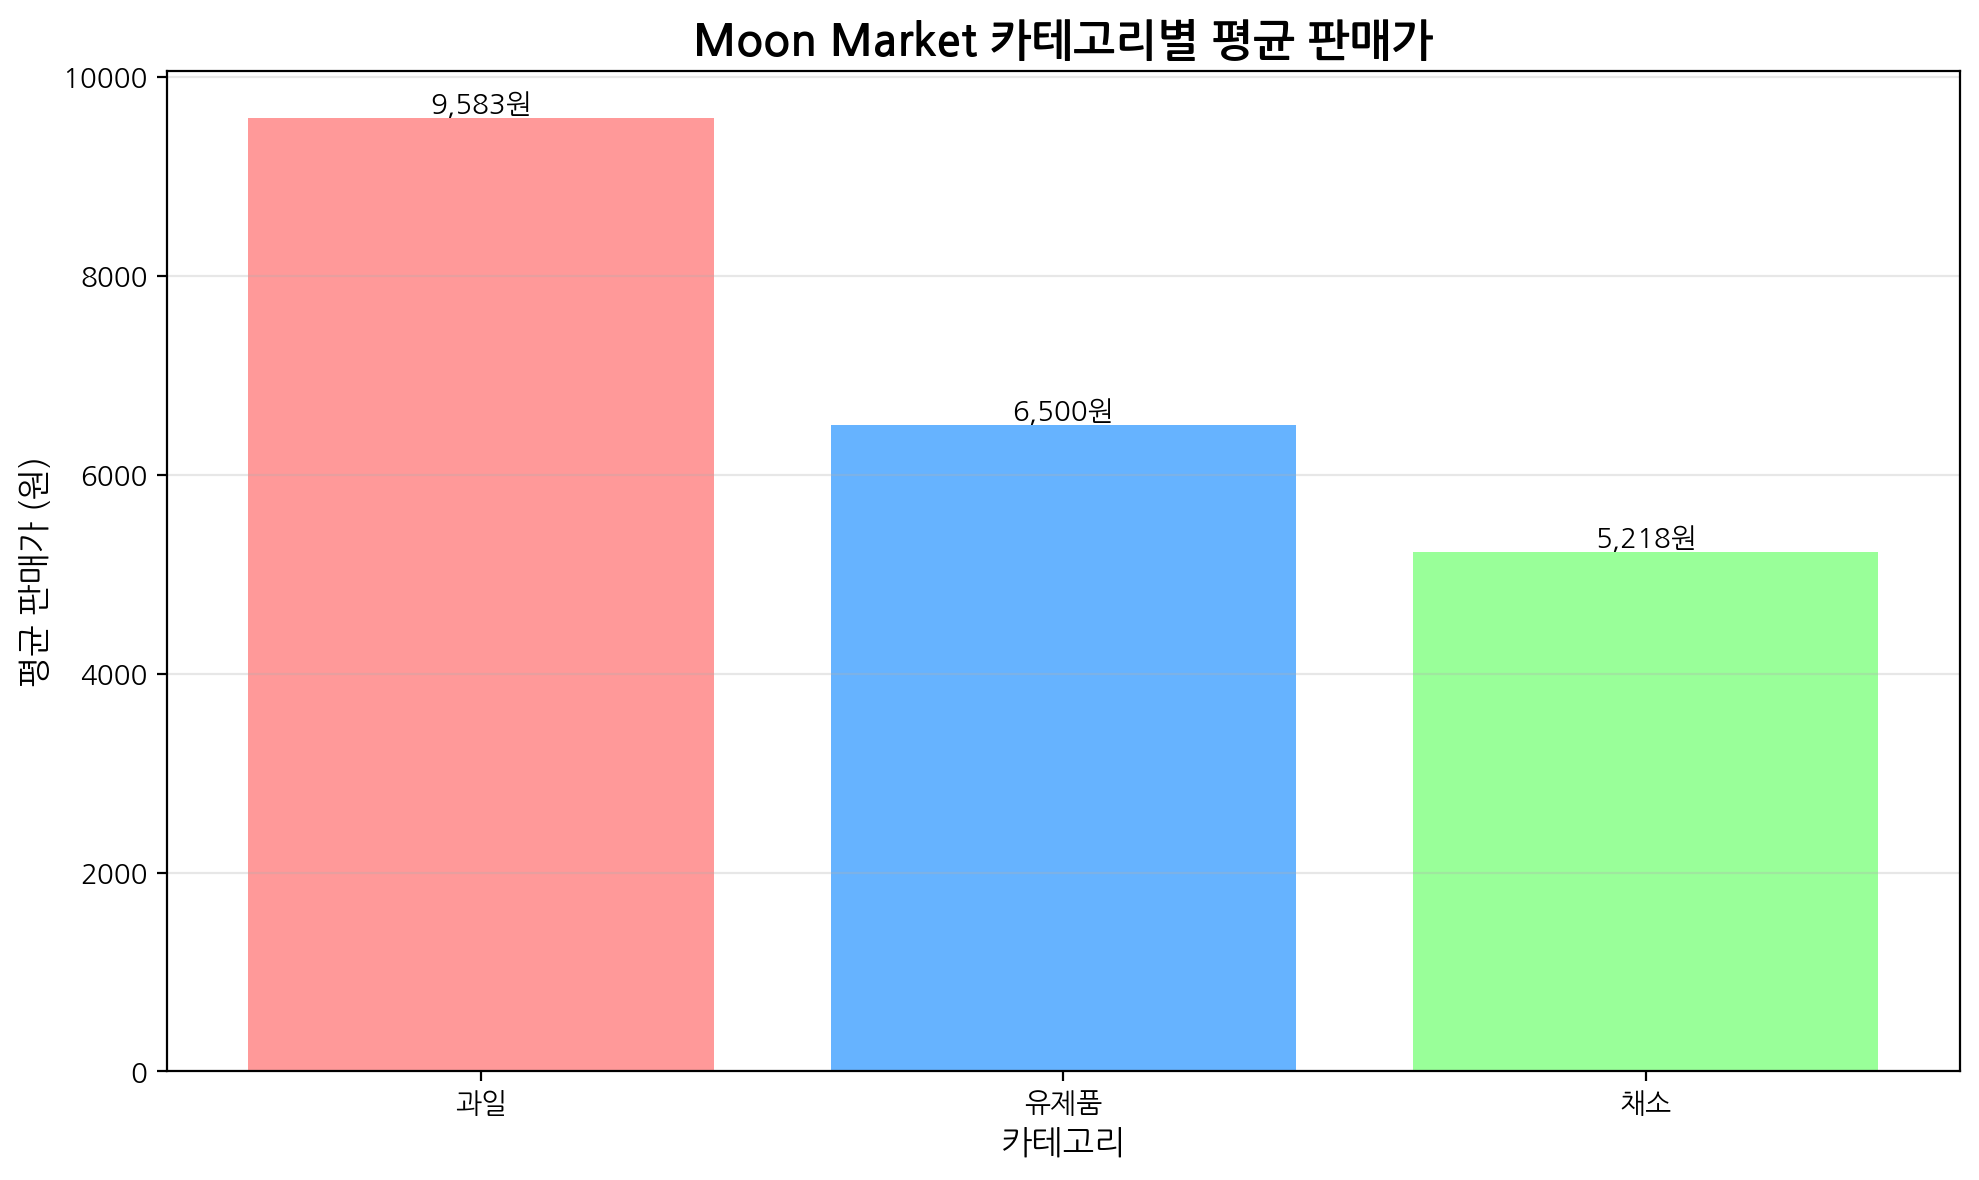 Moon Market 카테고리별 평균 판매가
평균 판매가 (원)
10000
8000
6000
4000
2000
0
9,583원
6,500원
5,218원
과일
유제품
채소
카테고리